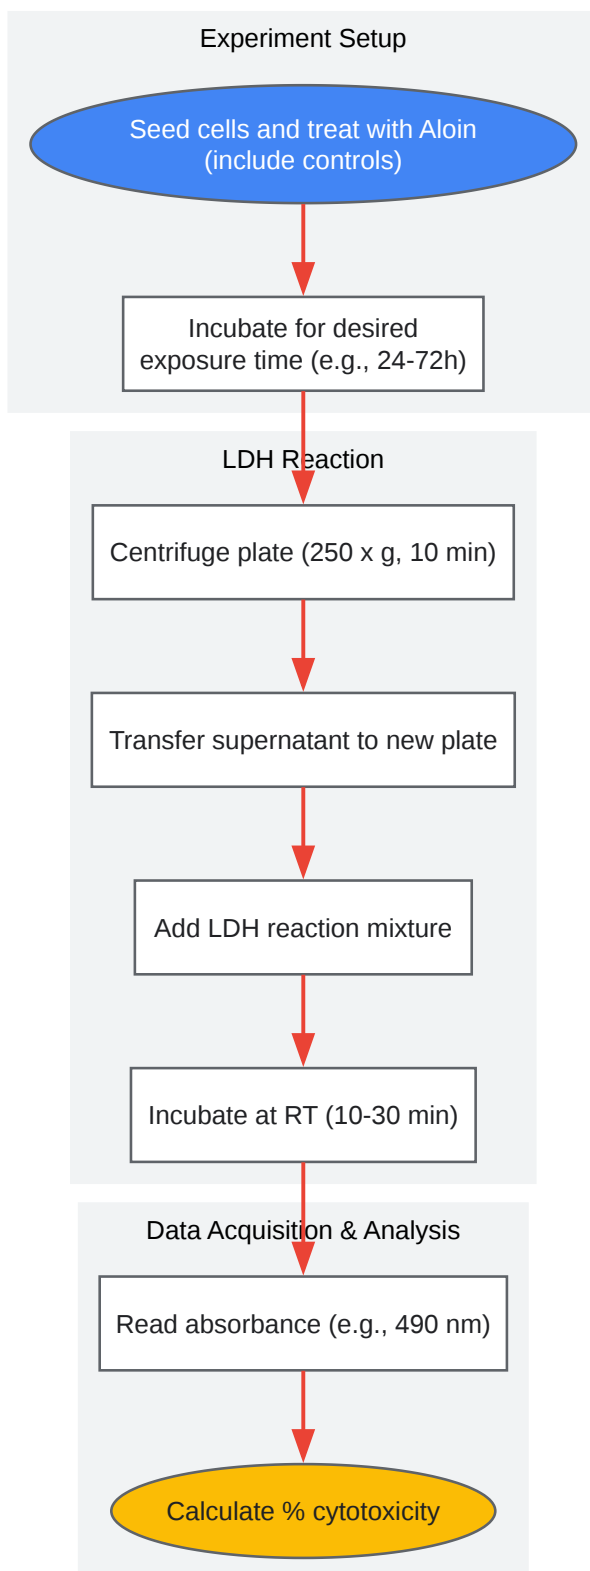 Experiment Setup
Seed cells and treat with Aloin
(include controls)
Incubate for desired
exposure time (e.g., 24-72h)
LDH Reaction
Centrifuge plate (250 x g, 10 min)
Transfer supernatant to new plate
Add LDH reaction mixture
Incubate at RT (10-30 min)
Data Acquisition & Analysis
Read absorbance (e.g., 490 nm)
Calculate % cytotoxicity